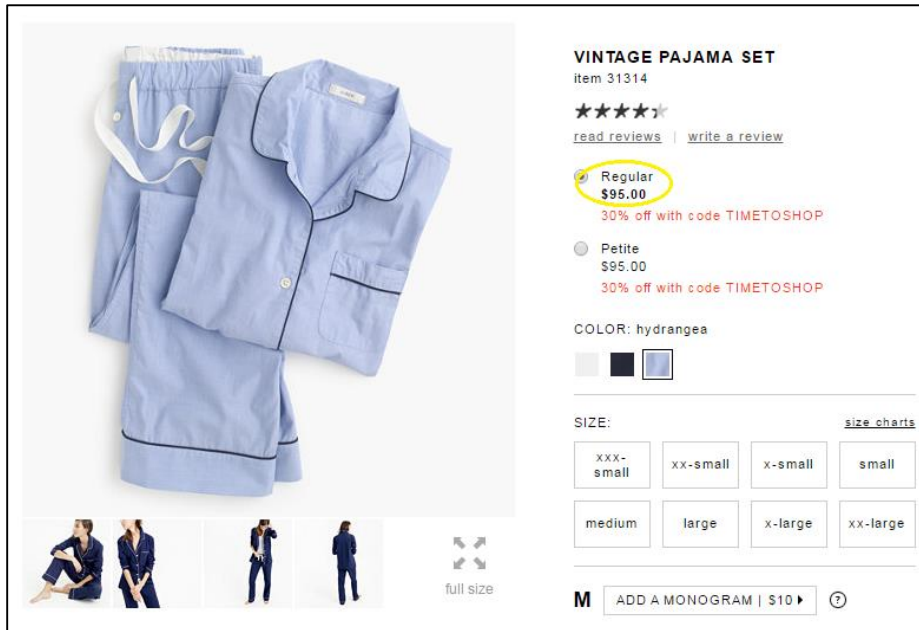 VINTAGE PAJAMA SET
item 31314
read reviews | write a review
Regular
$95.00
30% off with code TIMETOSHOP
Petite
$95.00
30% off with code TIMETOSHOP
COLOR: hydrangea
SIZE: size charts
xxx-
small
xx-small x-small small
medium large x-large xx-large
full size
M ADD A MONOGRAM | $10 ?